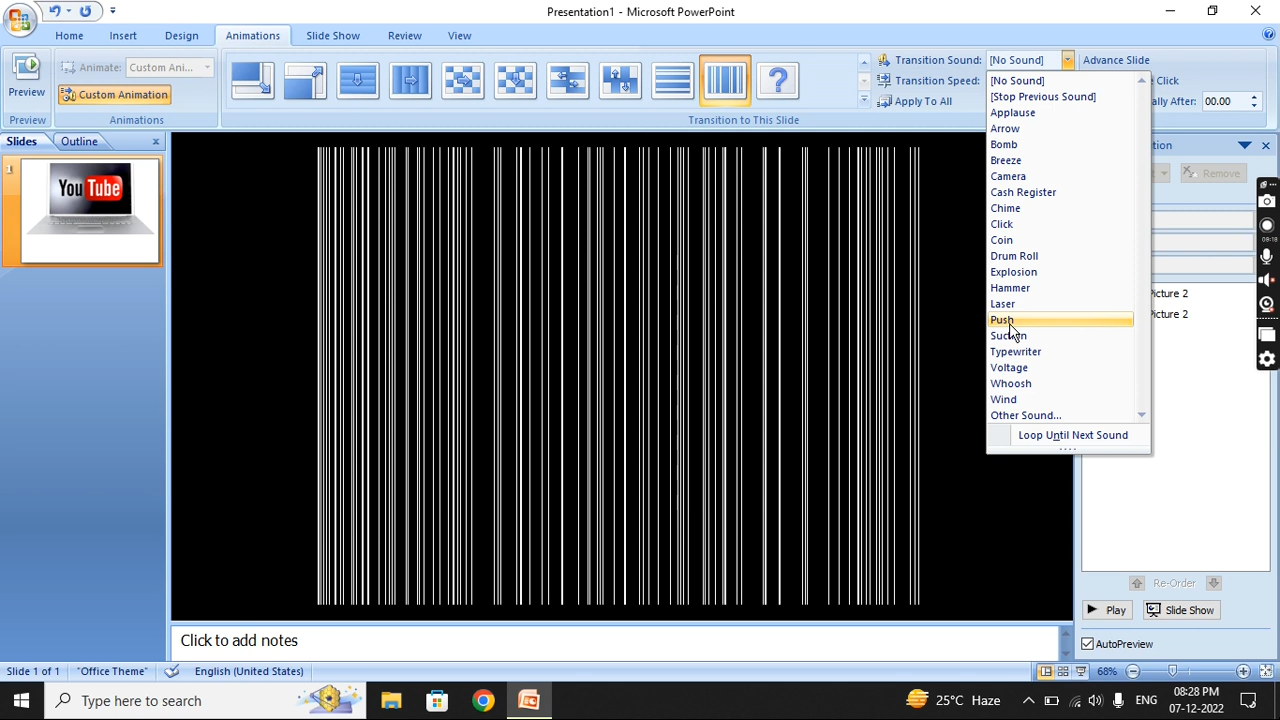 Presentation1 - Microsoft PowerPoint
Home Insert Design Animations Slide Show Review View
Preview
Preview
Animate: Custom Ani...
Custom Animation
Animations
Transition Sound: [No Sound]
Transition Speed:
Apply To All
Transition To This Slide
Advance Slide
Click
lly After: 00.00
[No Sound]
[Stop Previous Sound]
Applause
Arrow
Bomb
Breeze
Camera
Cash Register
Chime
Click
Coin
Drum Roll
Explosion
Hammer
Laser
Push
Typewriter
Voltage
Whoosh
Wind
Other Sound...
Loop Until Next Sound
Slides Outline
1
You Tube
Remove
Picture 2
Picture 2
09:18
Re-Order
Play
Slide Show
AutoPreview
Click to add notes
Slide 1 of 1 "Office Theme" English (United States) 68%
Type here to search
25°C Haze
ENG
08:28 PM
07-12-2022